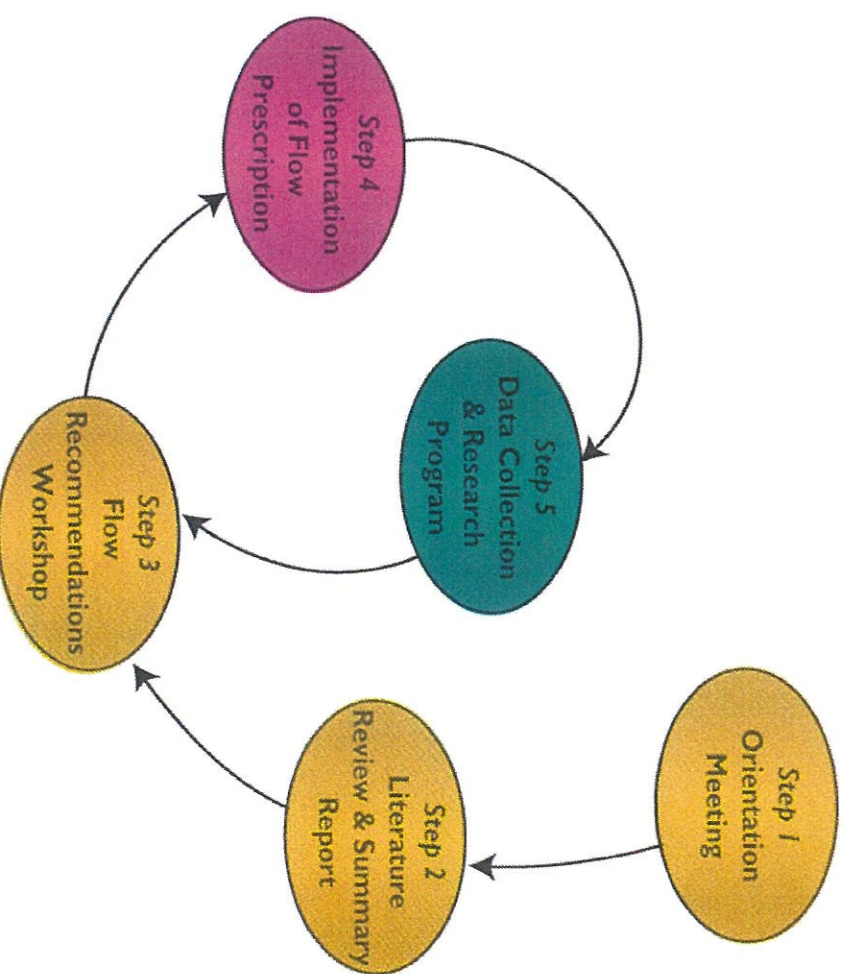 Step 1
Orientation
Meeting
Step 2
Literature
Review & Summary
Report
Step 3
Flow
Recommendations
Workshop
Step 4
Implementation
of Flow
Prescription
Step 5
Data Collection
& Research
Program